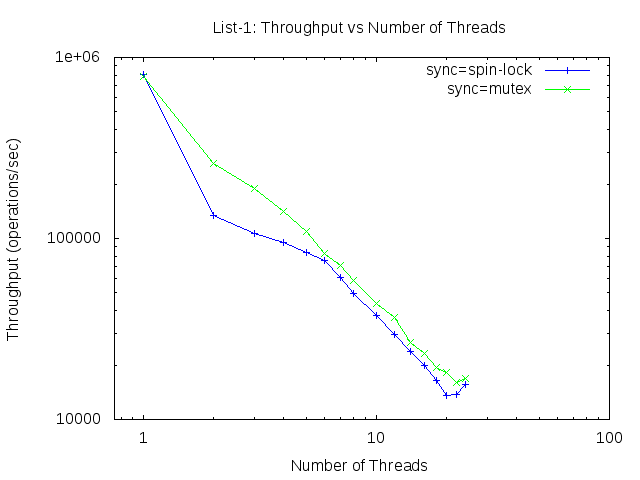 List-1: Throughput vs Number of Threads
1e+06
sync=spin-lock
sync=mutex
Throughput (operations/sec)
100000
10000
1
10
100
Number of Threads